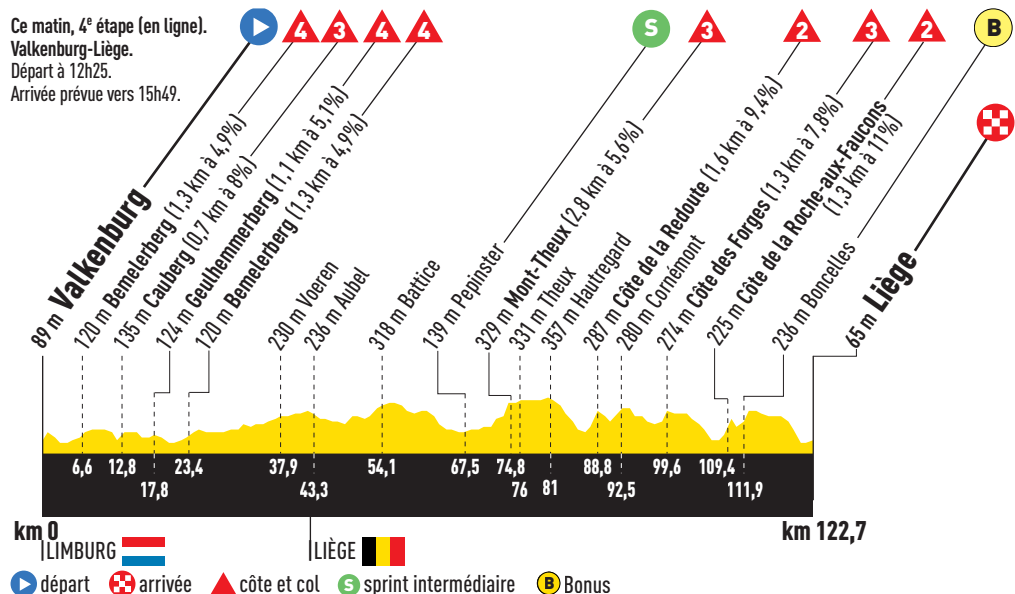 Ce matin, 4e étape (en ligne).
Valkenburg-Liège.
Départ à 12h25.
Arrivée prévue vers 15h49.
4
3
4
4
S
3
2
3
2
B
89 m Valkenburg
120 m Bemelerberg (1,3 km à 4,9%)
135 m Cauberg (0,7 km à 8%)
124 m Geulhemmerberg (1,1 km à 5,1%)
120 m Bemelerberg (1,3 km à 4,9%)
230 m Voeren
236 m Aubel
318 m Battice
139 m Pepinster
329 m Mont-Theux (2,8 km à 5,6%)
331 m Theux
357 m Hautregard
287 m Côte de la Redoute (1,6 km à 9,4%)
280 m Cornémont
274 m Côte des Forges (1,3 km à 7,8%)
225 m Côte de la Roche-aux-Faucons
(1,3 km à 11%)
236 m Boncelles
65 m Liège
6,6
12,8
17,8
23,4
37,9
43,3
54,1
67,5
74,8
76
81
88,8
92,5
99,6
109,4
111,9
km 0
km 122,7
LIMBURG
LIÈGE
départ
arrivée
côte et col
S sprint intermédiaire
B Bonus